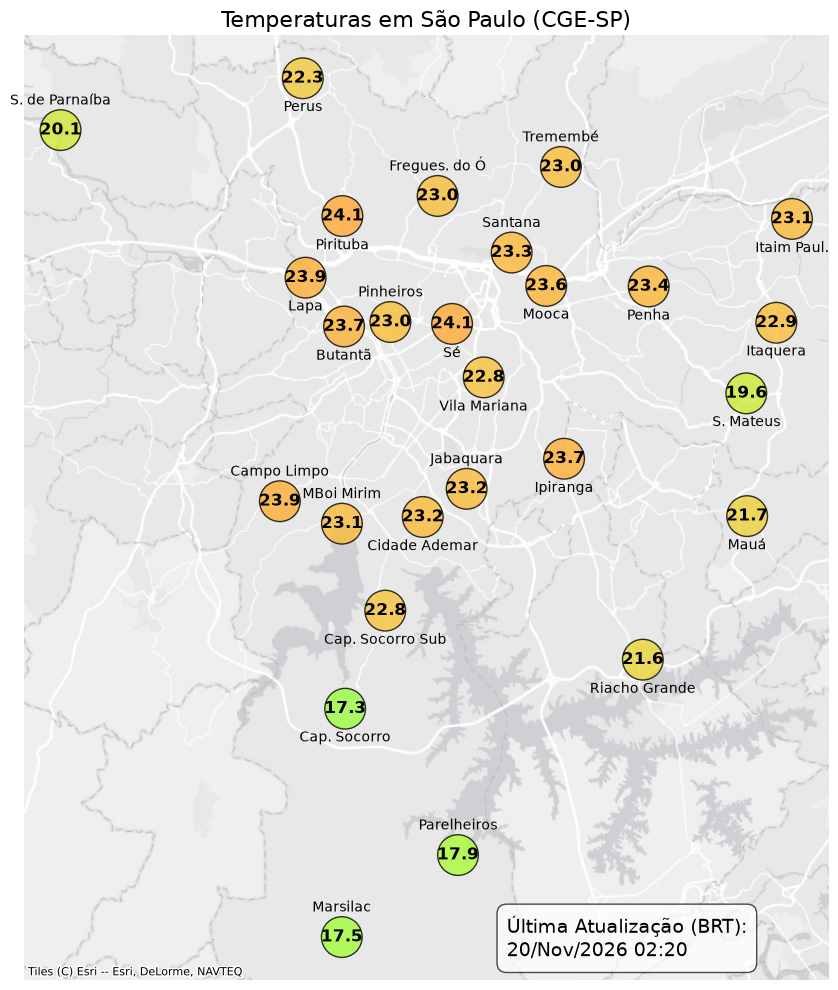 Temperaturas em São Paulo (CGE-SP)
22.3
Perus
S. de Parnaíba
20.1
Tremembé
23.0
Fregues. do Ó
23.0
24.1
Pirituba
23.1
Itaim Paul.
Santana
23.3
23.9
Lapa
23.6
Mooca
23.4
Penha
Pinheiros
23.0
23.7
Butantã
24.1
Sé
22.9
Itaquera
22.8
Vila Mariana
19.6
S. Mateus
Jabaquara
23.2
23.7
Ipiranga
Campo Limpo
23.9
MBoi Mirim
23.1
23.2
Cidade Ademar
21.7
Mauá
22.8
Cap. Socorro Sub
21.6
Riacho Grande
17.3
Cap. Socorro
Parelheiros
17.9
Marsilac
17.5
Última Atualização (BRT):
20/Nov/2026 02:20
Tiles (C) Esri -- Esri, DeLorme, NAVTEQ